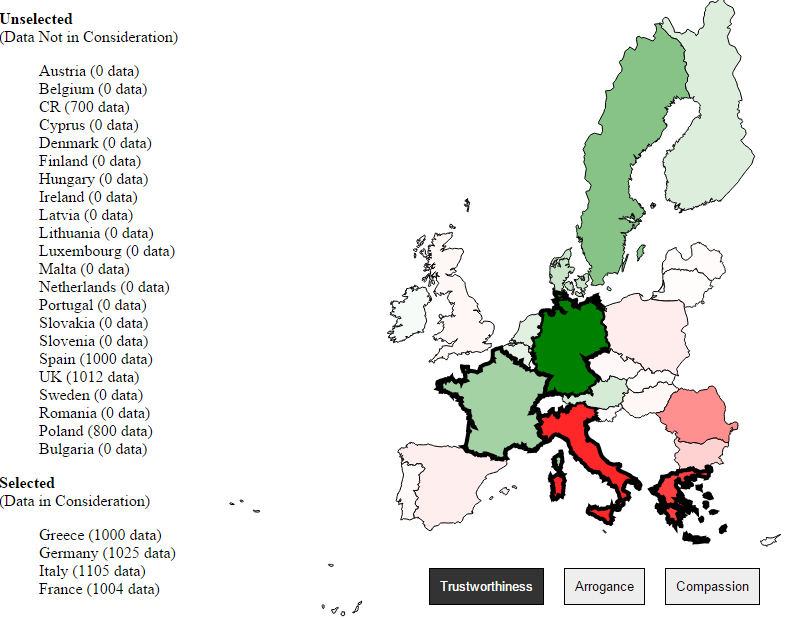 Unselected
(Data Not in Consideration)
Austria (0 data)
Belgium (0 data)
CR (700 data)
Cyprus (0 data)
Denmark (0 data)
Finland (0 data)
Hungary (0 data)
Ireland (0 data)
Latvia (0 data)
Lithuania (0 data)
Luxembourg (0 data)
Malta (0 data)
Netherlands (0 data)
Portugal (0 data)
Slovakia (0 data)
Slovenia (0 data)
Spain (1000 data)
UK (1012 data)
Sweden (0 data)
Romania (0 data)
Poland (800 data)
Bulgaria (0 data)
Selected
(Data in Consideration)
Greece (1000 data)
Germany (1025 data)
Italy (1105 data)
France (1004 data)
Trustworthiness Arrogance Compassion